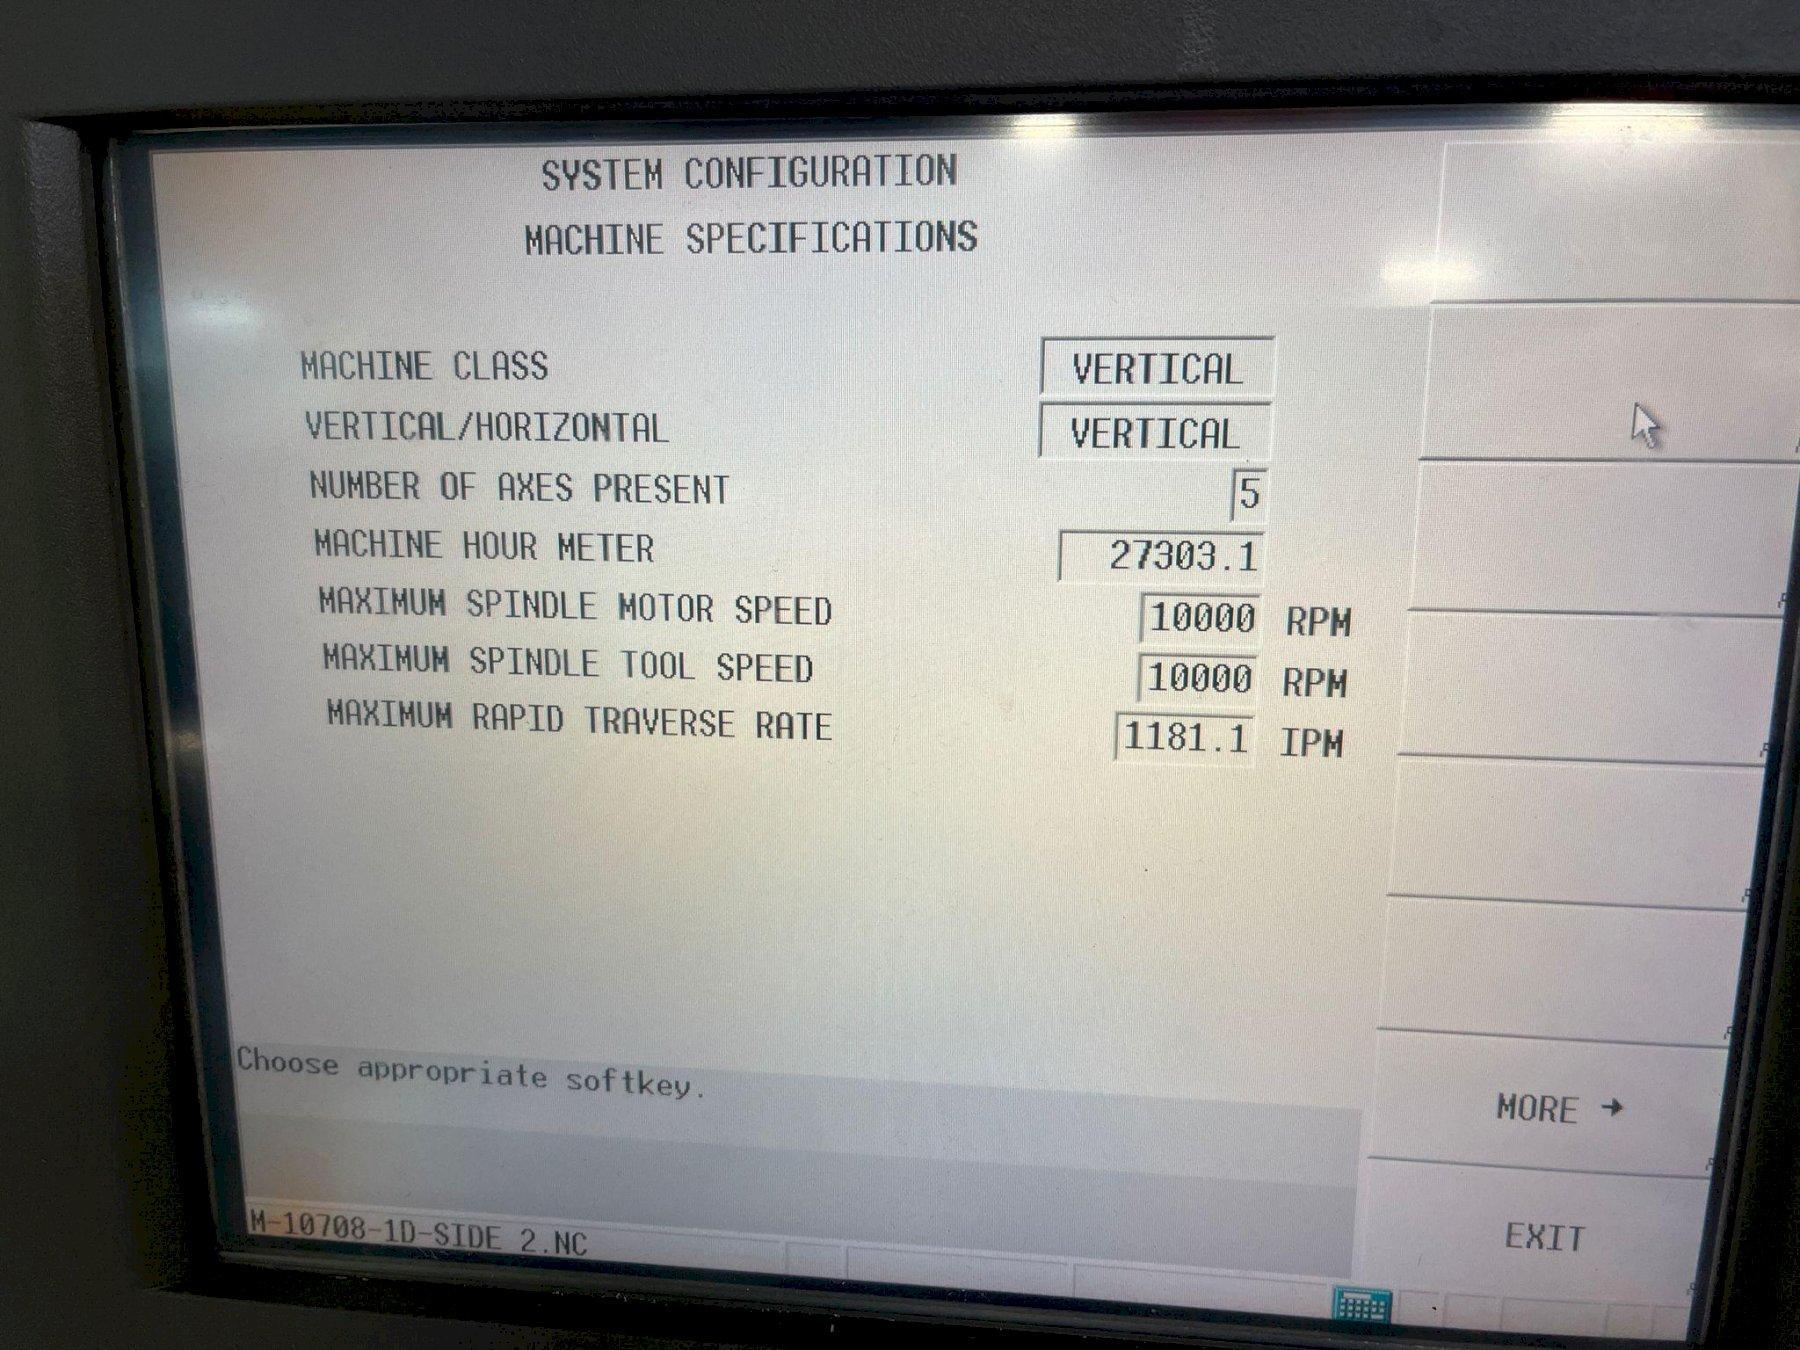 SYSTEM CONFIGURATION
MACHINE SPECIFICATIONS
MACHINE CLASS VERTICAL
VERTICAL/HORIZONTAL VERTICAL
NUMBER OF AXES PRESENT 5
MACHINE HOUR METER 27303.1
MAXIMUM SPINDLE MOTOR SPEED 10000 RPM
MAXIMUM SPINDLE TOOL SPEED 10000 RPM
MAXIMUM RAPID TRAVERSE RATE 1181.1 IPM
Choose appropriate softkey.
MORE →
EXIT
M-10708-1D-SIDE 2.NC